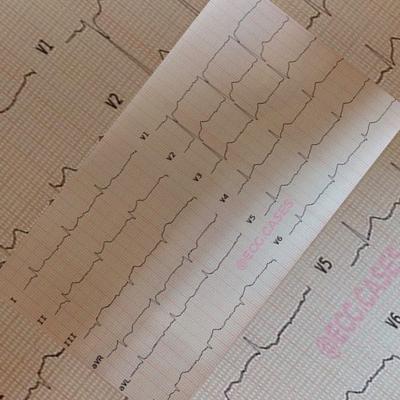 V1
V2
V1
V2
V3
V4
V5
V6
I
II
III
aVR
aVL
@ECG.CASES
V5
V6
@ECG.CASES